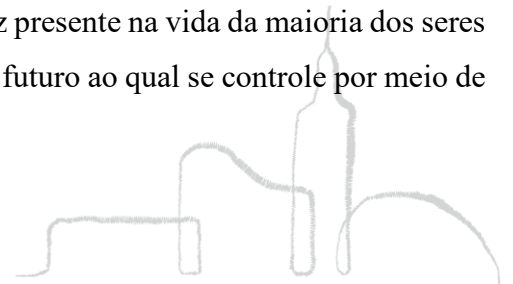 z presente na vida da maioria dos seres
futuro ao qual se controle por meio de